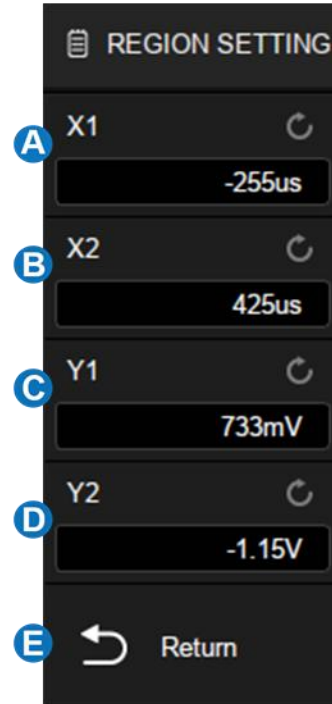 REGION SETTING
A
X1
-255us
B
X2
425us
C
Y1
733mV
D
Y2
-1.15V
E
Return